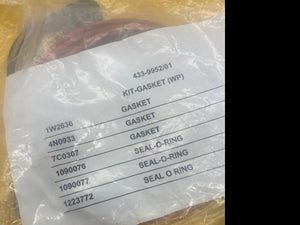 433-9952/01
KIT-GASKET (WP)
1W2636 GASKET
4N0933 GASKET
7C0307 GASKET
1090076 SEAL-O-RING
1090077 SEAL-O-RING
1223772 SEAL O RING